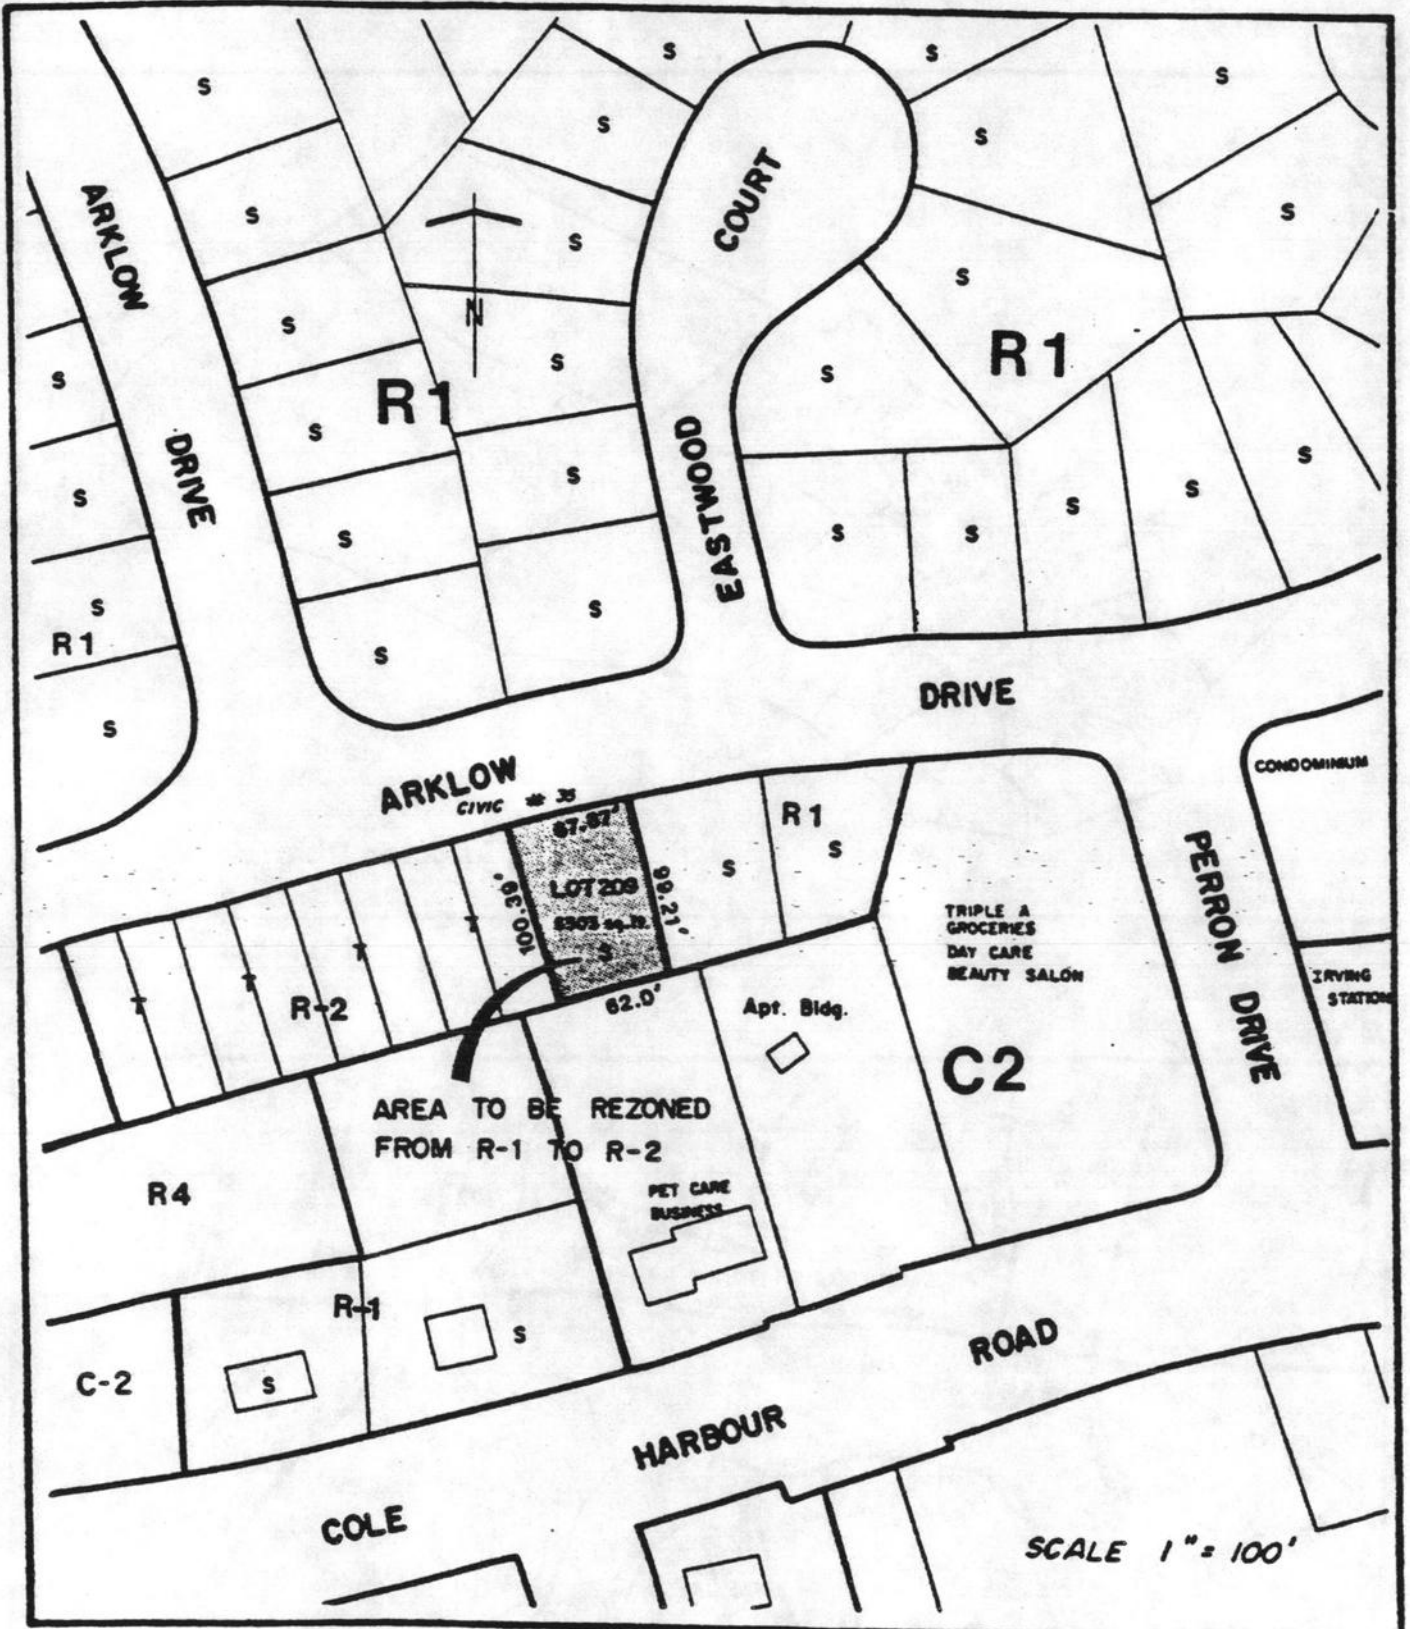 S
S
S
S
COURT
S
S
S
S
S
ARKLOW
S
S
N
S
S
S
R1
S
S
R1
S
S
EASTWOOD
S
S
S
S
DRIVE
S
S
S
S
S
S
S
S
R1
S
S
DRIVE
ARKLOW
CIVIC # 35
CONDOMINIUM
R1
S
S
LOT 209
100.39'
99.21'
S
62.0'
T
T
T
T
R-2
TRIPLE A
GROCERIES
DAY CARE
BEAUTY SALON
PERRON DRIVE
IRVING
STATION
Apt. Bldg.
C2
AREA TO BE REZONED
FROM R-1 TO R-2
R4
PET CARE
BUSINESS
R-1
S
S
C-2
COLE HARBOUR ROAD
SCALE 1" = 100'